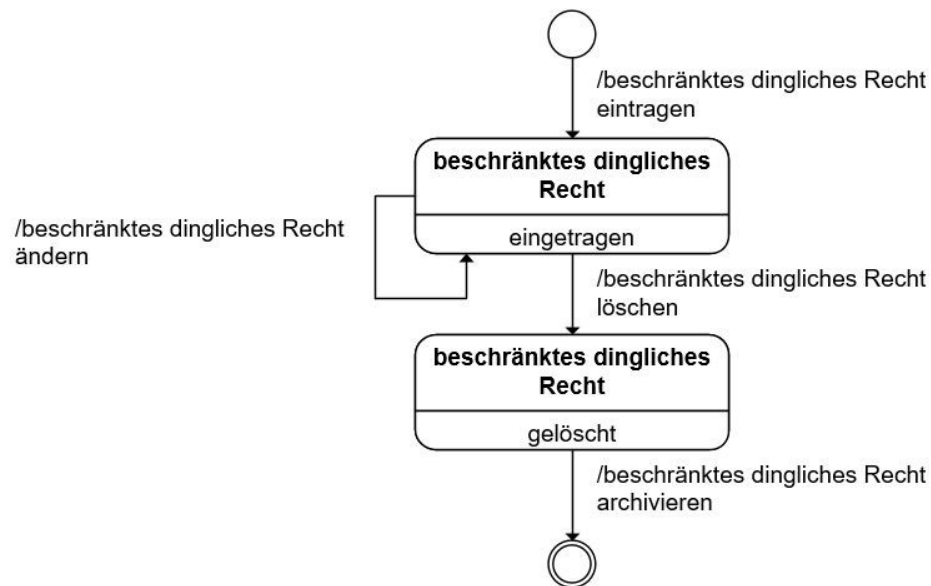 /beschränktes dingliches Recht
eintragen
beschränktes dingliches
Recht
eingetragen
/beschränktes dingliches Recht
ändern
/beschränktes dingliches Recht
löschen
beschränktes dingliches
Recht
gelöscht
/beschränktes dingliches Recht
archivieren